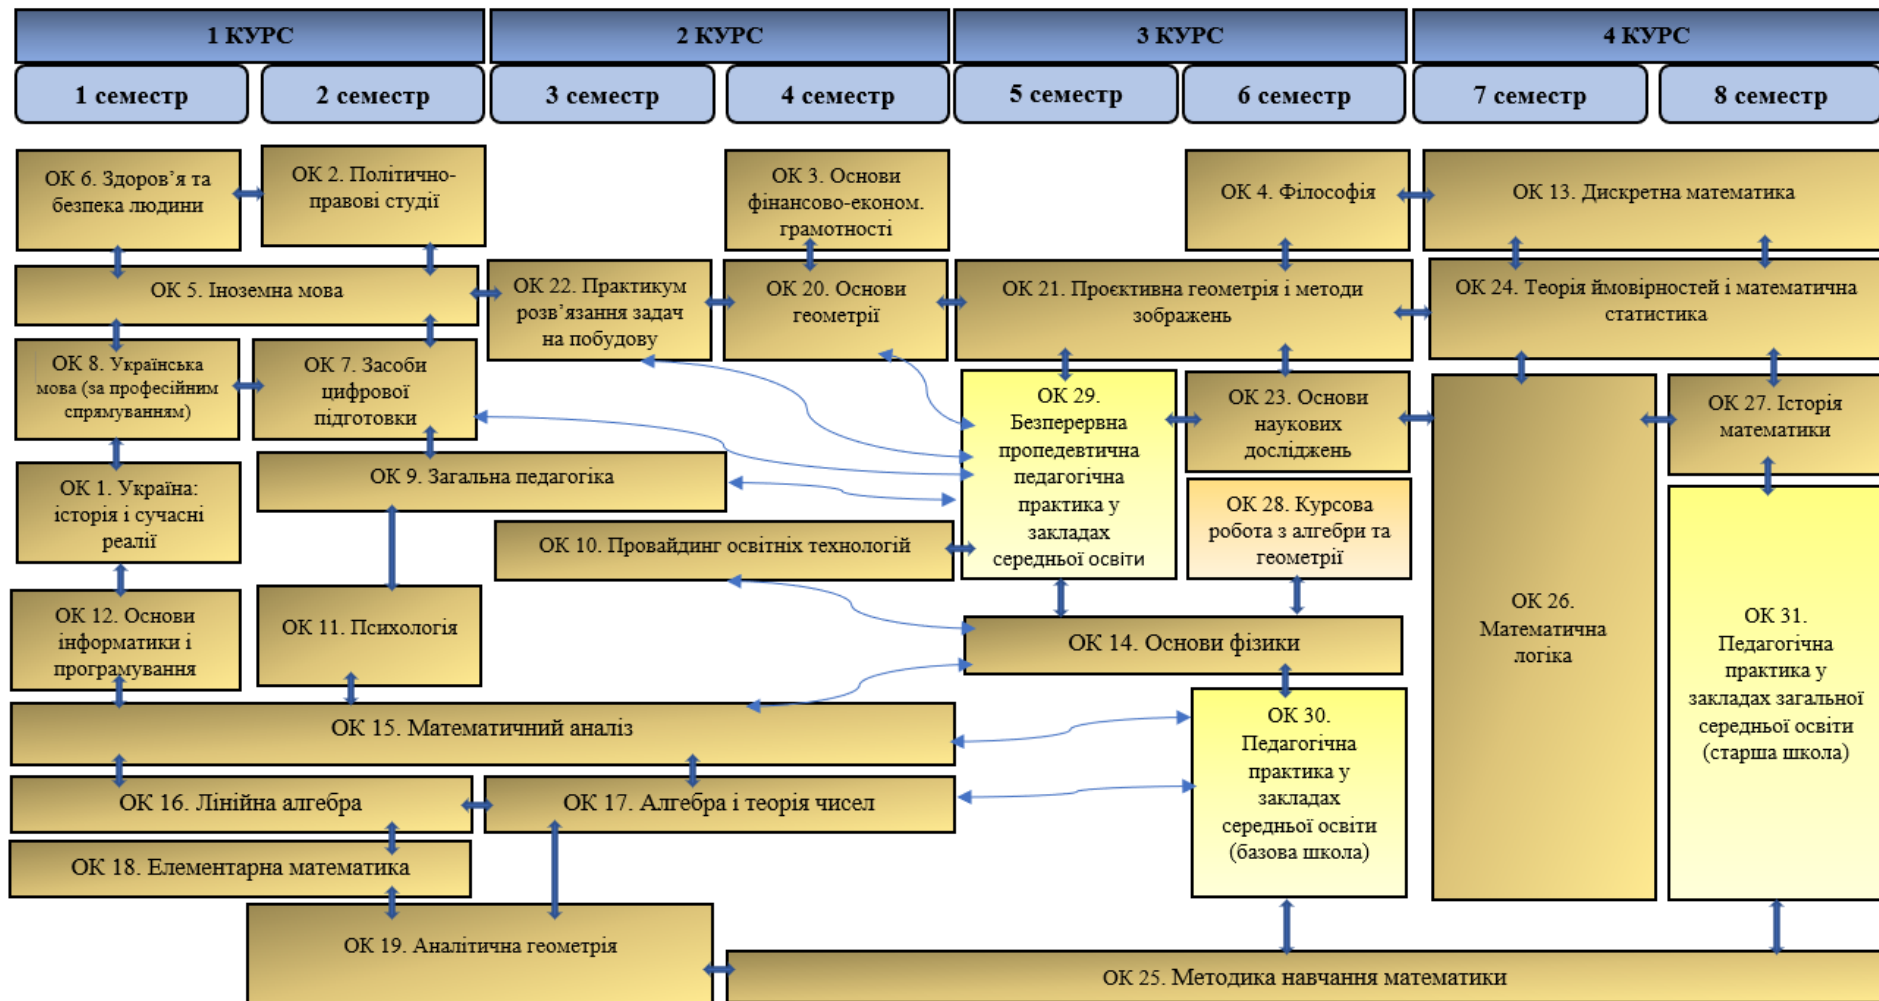 1 КУРС
2 КУРС
3 КУРС
4 КУРС
1 семестр
2 семестр
3 семестр
4 семестр
5 семестр
6 семестр
7 семестр
8 семестр
ОК 6. Здоров’я та
безпека людини
ОК 2. Політично-
правові студії
ОК 3. Основи
фінансово-економ.
грамотності
ОК 4. Філософія
ОК 13. Дискретна математика
ОК 5. Іноземна мова
ОК 22. Практикум
розв’язання задач
на побудову
ОК 20. Основи
геометрії
ОК 21. Проєктивна геометрія і методи
зображень
ОК 24. Теорія ймовірностей і математична
статистика
ОК 8. Українська
мова (за професійним
спрямуванням)
ОК 7. Засоби
цифрової
підготовки
ОК 29.
Безперервна
пропедевтична
педагогічна
практика у
закладах
середньої освіти
ОК 23. Основи
наукових
досліджень
ОК 27. Історія
математики
ОК 1. Україна:
історія і сучасні
реалії
ОК 9. Загальна педагогіка
ОК 10. Провайдинг освітніх технологій
ОК 28. Курсова
робота з алгебри та
геометрії
ОК 12. Основи
інформатики і
програмування
ОК 11. Психологія
ОК 14. Основи фізики
ОК 26.
Математична
логіка
ОК 31.
Педагогічна
практика у
закладах загальної
середньої освіти
(старша школа)
ОК 15. Математичний аналіз
ОК 30.
Педагогічна
практика у
закладах
середньої освіти
(базова школа)
ОК 16. Лінійна алгебра
ОК 17. Алгебра і теорія чисел
ОК 18. Елементарна математика
ОК 19. Аналітична геометрія
ОК 25. Методика навчання математики